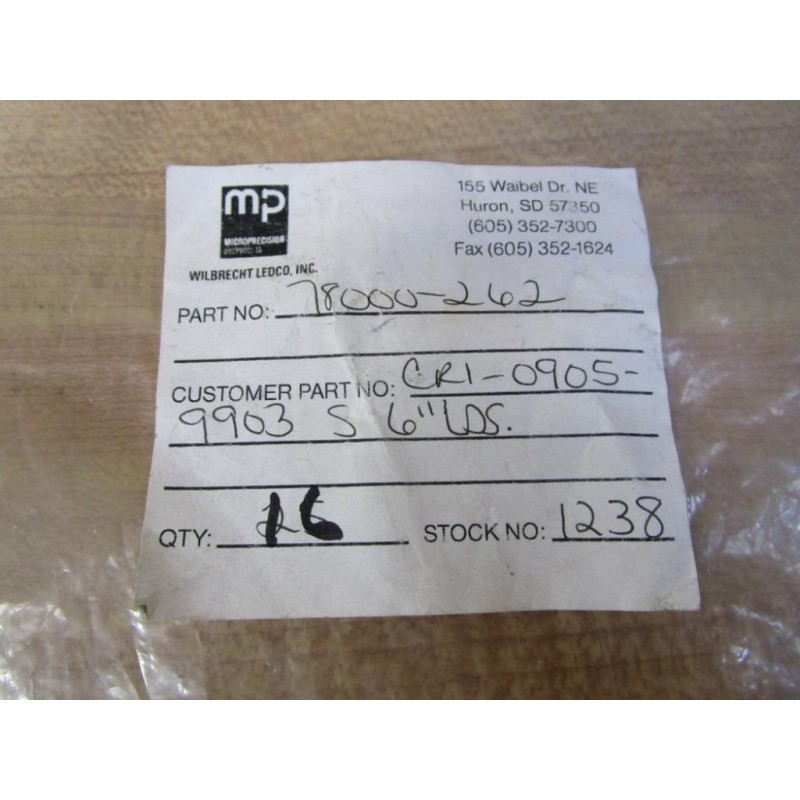 mp
MICROPRECISION
WILBRECHT LEDCO, INC.
155 Waibel Dr. NE
Huron, SD 57350
(605) 352-7300
Fax (605) 352-1624
PART NO: 78000-262
CUSTOMER PART NO: CR1-0905-
9903 S 6" LDS.
QTY: 16
STOCK NO: 1238